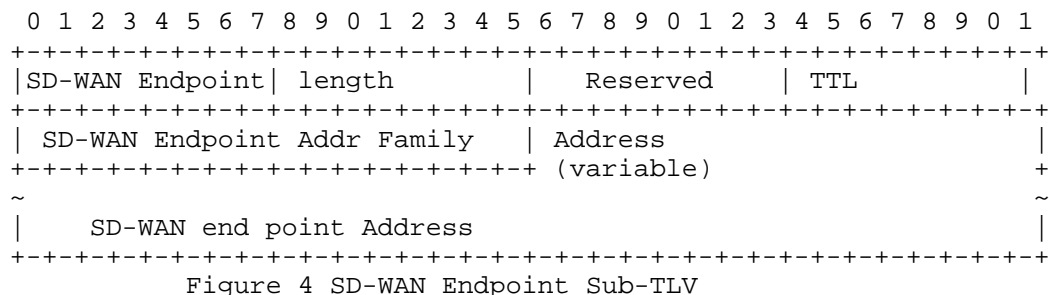 0 1 2 3 4 5 6 7 8 9 0 1 2 3 4 5 6 7 8 9 0 1 2 3 4 5 6 7 8 9 0 1
+-+-+-+-+-+-+-+-+-+-+-+-+-+-+-+-+-+-+-+-+-+-+-+-+-+-+-+-+-+-+-+-+
|SD-WAN Endpoint| length        |   Reserved    | TTL           |
+-+-+-+-+-+-+-+-+-+-+-+-+-+-+-+-+-+-+-+-+-+-+-+-+-+-+-+-+-+-+-+-+
| SD-WAN Endpoint Addr Family   | Address                       |
+-+-+-+-+-+-+-+-+-+-+-+-+-+-+-+-+ (variable)                    +
~                                                               ~
|    SD-WAN end point Address                                   |
+-+-+-+-+-+-+-+-+-+-+-+-+-+-+-+-+-+-+-+-+-+-+-+-+-+-+-+-+-+-+-+-+
Figure 4 SD-WAN Endpoint Sub-TLV